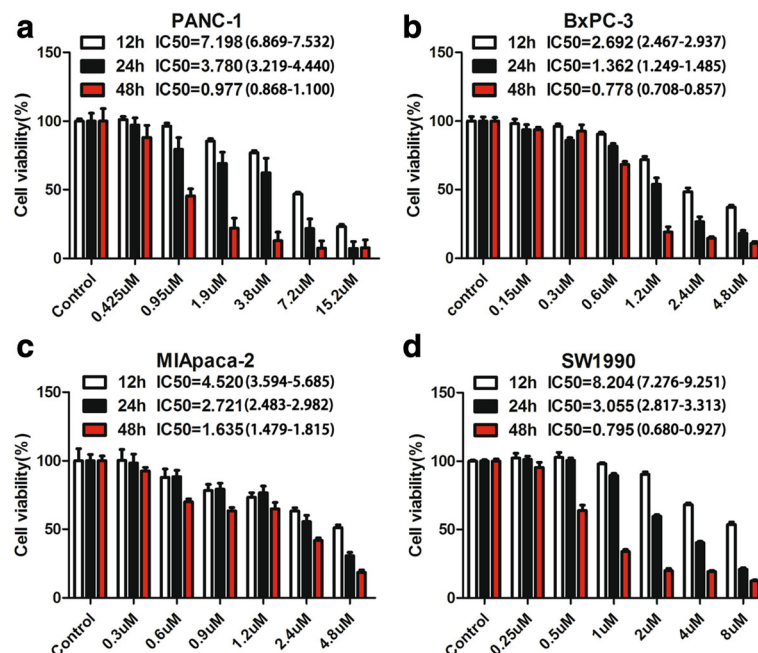 a
PANC-1
12h IC50=7.198 (6.869-7.532)
24h IC50=3.780 (3.219-4.440)
48h IC50=0.977 (0.868-1.100)
Cell viability(%)
150
100
50
0
Control 0.425uM 0.95uM 1.9uM 3.8uM 7.2uM 15.2uM
b
BxPC-3
12h IC50=2.692 (2.467-2.937)
24h IC50=1.362 (1.249-1.485)
48h IC50=0.778 (0.708-0.857)
Cell viability(%)
150
100
50
0
control 0.15uM 0.3uM 0.6uM 1.2uM 2.4uM 4.8uM
c
MIApaca-2
12h IC50=4.520 (3.594-5.685)
24h IC50=2.721 (2.483-2.982)
48h IC50=1.635 (1.479-1.815)
Cell viability(%)
150
100
50
0
Control 0.3uM 0.6uM 0.9uM 1.2uM 2.4uM 4.8uM
d
SW1990
12h IC50=8.204 (7.276-9.251)
24h IC50=3.055 (2.817-3.313)
48h IC50=0.795 (0.680-0.927)
Cell viability(%)
150
100
50
0
Control 0.25uM 0.5uM 1uM 2uM 4uM 8uM